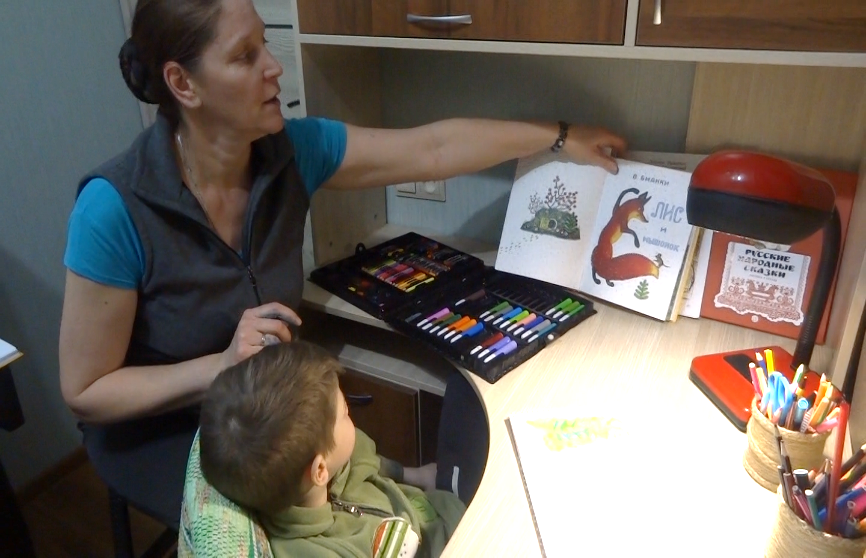 В БИАНКИ
ЛИС
И
МЫШОНОК
РУССКИЕ
НАРОДНЫЕ
СКАЗКИ